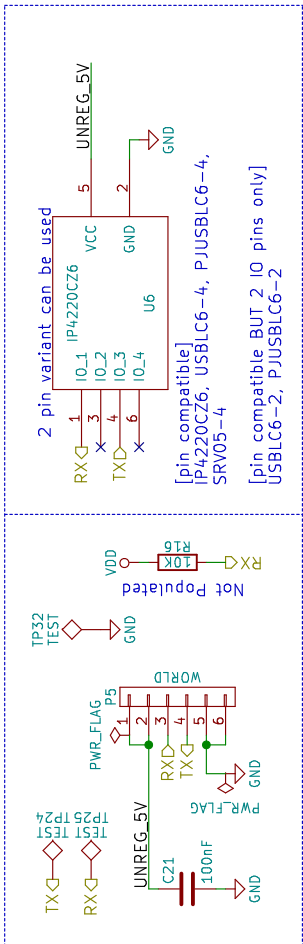 2 pin variant can be used
UNREG_5V
GND
5
2
VCC
GND
IP4220CZ6
U6
IO_1
IO_2
IO_3
IO_4
1
3
4
6
RX
TX
[pin compatible]
IP4220CZ6, USBLC6-4, PJUSBLC6-4,
SRV05-4
[pin compatible BUT 2 IO pins only]
USBLC6-2, PJUSBLC6-2
VDD
R16
10K
RX
Not Populated
TP32
TEST
GND
WORLD
P5
PWR_FLAG
1
2
3
4
5
6
RX
TX
GND
PWR_FLAG
TP24
TEST
TP25
TEST
TX
RX
UNREG_5V
C21
100nF
GND